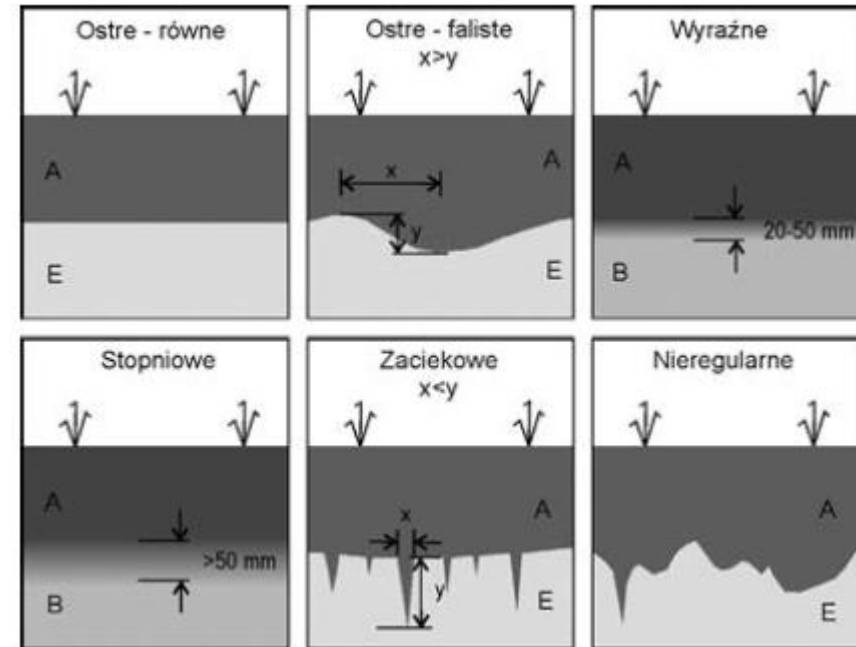 Ostre - równe
A
E
Ostre - faliste
x>y
A
x
y
E
Wyraźne
A
20-50 mm
B
Stopniowe
A
>50 mm
B
Zaciekowe
x<y
A
x
y
E
Nieregularne
A
E